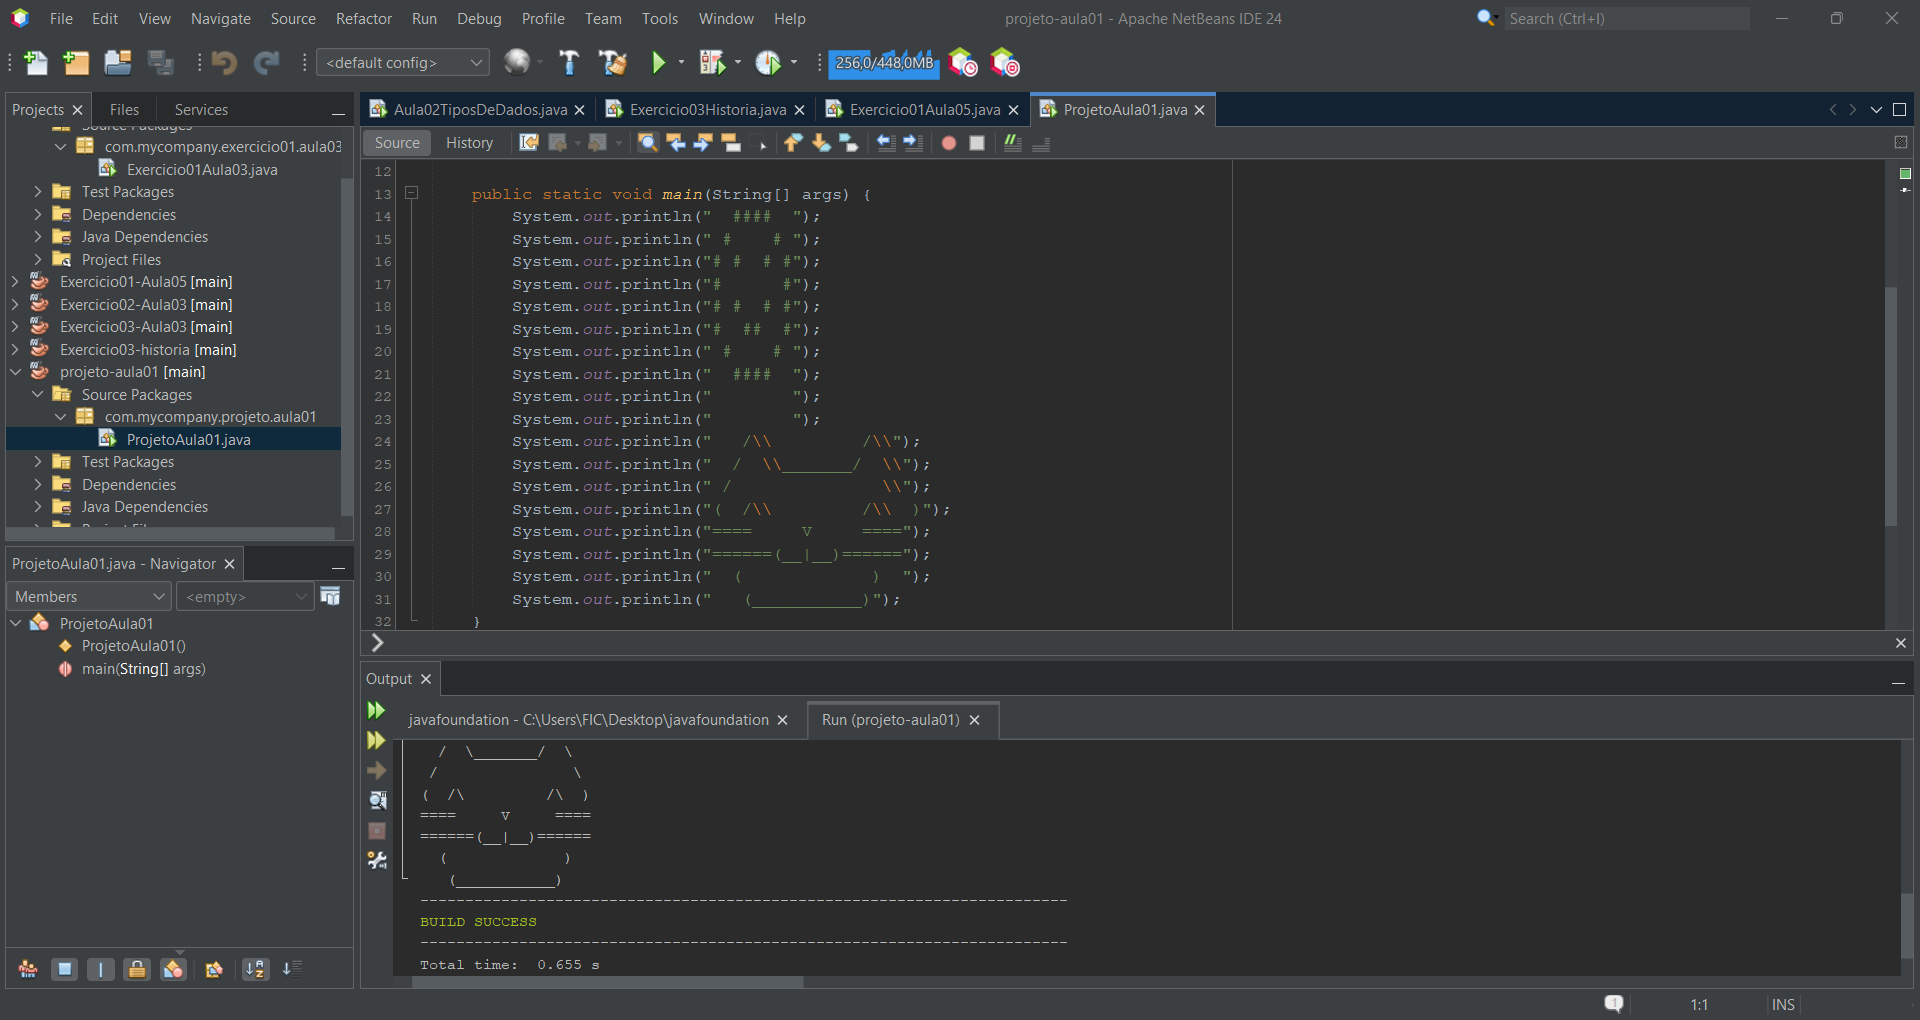 File Edit View Navigate Source Refactor Run Debug Profile Team Tools Window Help projeto-aula01 - Apache NetBeans IDE 24 Search (Ctrl+I)
<default config> 256,0/448,0MB
Projects Files Services
Source Packages
com.mycompany.exercicio01.aula03
Exercicio01Aula03.java
Test Packages
Dependencies
Java Dependencies
Project Files
Exercicio01-Aula05 [main]
Exercicio02-Aula03 [main]
Exercicio03-Aula03 [main]
Exercicio03-historia [main]
projeto-aula01 [main]
Source Packages
com.mycompany.projeto.aula01
ProjetoAula01.java
Test Packages
Dependencies
Java Dependencies
ProjetoAula01.java - Navigator
Members <empty>
ProjetoAula01
ProjetoAula01()
main(String[] args)
Aula02TiposDeDados.java Exercicio03Historia.java Exercicio01Aula05.java ProjetoAula01.java
Source History
12
13     public static void main(String[] args) {
14         System.out.println("  ####  ");
15         System.out.println(" #    # ");
16         System.out.println("# #  # #");
17         System.out.println("#      #");
18         System.out.println("# #  # #");
19         System.out.println("#  ##  #");
20         System.out.println(" #    # ");
21         System.out.println("  ####  ");
22         System.out.println("        ");
23         System.out.println("        ");
24         System.out.println("   /\\         /\\");
25         System.out.println("  /  \\_______/  \\");
26         System.out.println(" /               \\");
27         System.out.println("(  /\\         /\\  )");
28         System.out.println("====     V     ====");
29         System.out.println("======(__|__)======");
30         System.out.println("  (             )  ");
31         System.out.println("   (___________)");
32     }
Output
javafoundation - C:\Users\FIC\Desktop\javafoundation Run (projeto-aula01)
  /  \_______/  \
 /               \
(  /\         /\  )
====     V     ====
======(__|__)======
  (             )
   (___________)
------------------------------------------------------------------------
BUILD SUCCESS
------------------------------------------------------------------------
Total time:  0.655 s
1 1:1 INS